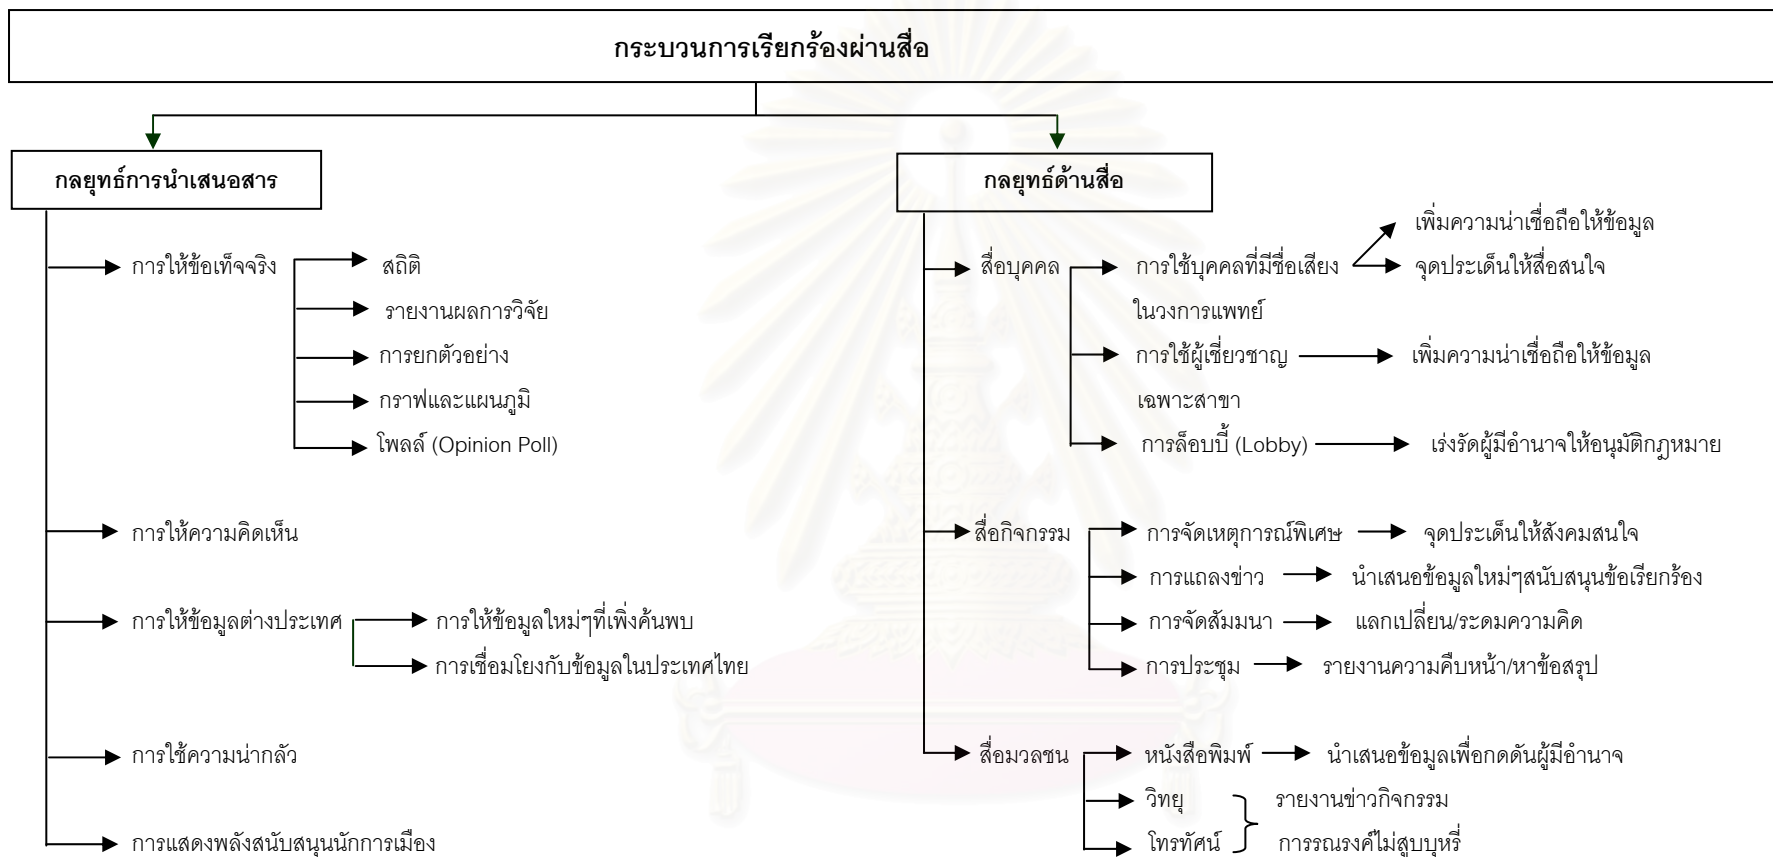 กระบวนการเรียกร้องผ่านสื่อ
กลยุทธ์การนำเสนอสาร
การให้ข้อเท็จจริง
สถิติ
รายงานผลการวิจัย
การยกตัวอย่าง
กราฟและแผนภูมิ
โพลล์ (Opinion Poll)
การให้ความคิดเห็น
การให้ข้อมูลต่างประเทศ
การให้ข้อมูลใหม่ๆที่เพิ่งค้นพบ
การเชื่อมโยงกับข้อมูลในประเทศไทย
การใช้ความน่ากลัว
การแสดงพลังสนับสนุนนักการเมือง
กลยุทธ์ด้านสื่อ
สื่อบุคคล
การใช้บุคคลที่มีชื่อเสียง
ในวงการแพทย์
เพิ่มความน่าเชื่อถือให้ข้อมูล
จุดประเด็นให้สื่อสนใจ
การใช้ผู้เชี่ยวชาญ
เฉพาะสาขา
เพิ่มความน่าเชื่อถือให้ข้อมูล
การล็อบบี้ (Lobby)
เร่งรัดผู้มีอำนาจให้อนุมัติกฎหมาย
สื่อกิจกรรม
การจัดเหตุการณ์พิเศษ
จุดประเด็นให้สังคมสนใจ
การแถลงข่าว
นำเสนอข้อมูลใหม่ๆสนับสนุนข้อเรียกร้อง
การจัดสัมมนา
แลกเปลี่ยน/ระดมความคิด
การประชุม
รายงานความคืบหน้า/หาข้อสรุป
สื่อมวลชน
หนังสือพิมพ์
นำเสนอข้อมูลเพื่อกดดันผู้มีอำนาจ
วิทยุ
โทรทัศน์
รายงานข่าวกิจกรรม
การรณรงค์ไม่สูบบุหรี่